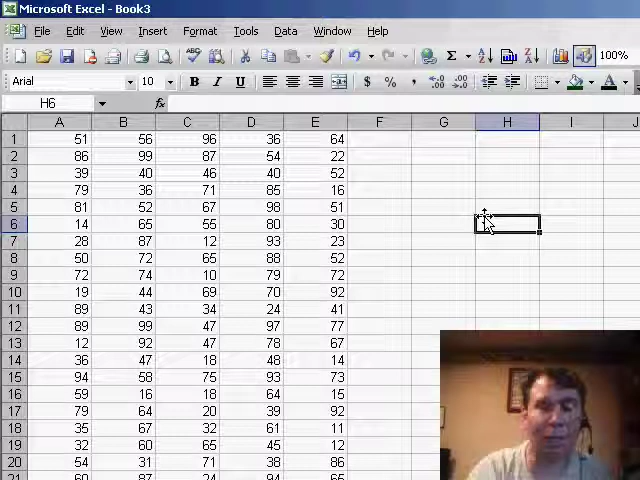 Microsoft Excel - Book3
File Edit View Insert Format Tools Data Window Help
Σ 100%
Arial 10 B I U $ % ,
H6 fx
A B C D E F G H I J
1 51 56 96 36 64
2 86 99 87 54 22
3 39 40 46 40 52
4 79 36 71 85 16
5 81 52 67 98 51
6 14 65 55 80 30
7 28 87 12 93 23
8 50 72 65 88 52
9 72 74 10 79 72
10 19 44 69 70 92
11 89 43 34 24 41
12 89 99 47 97 77
13 12 92 47 78 67
14 36 47 18 48 14
15 94 58 75 93 73
16 59 16 18 64 15
17 79 64 20 39 92
18 35 67 32 61 11
19 32 60 65 45 12
20 54 31 71 38 86
21 60 87 24 94 65